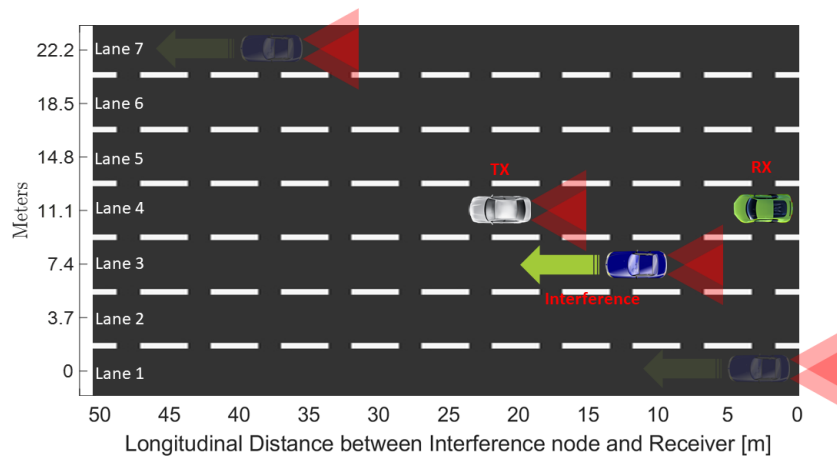 22.2
Lane 7
18.5
Lane 6
14.8
Lane 5
TX
RX
11.1
Lane 4
Meters
7.4
Lane 3
Interference
3.7
Lane 2
0
Lane 1
50 45 40 35 30 25 20 15 10 5 0
Longitudinal Distance between Interference node and Receiver [m]